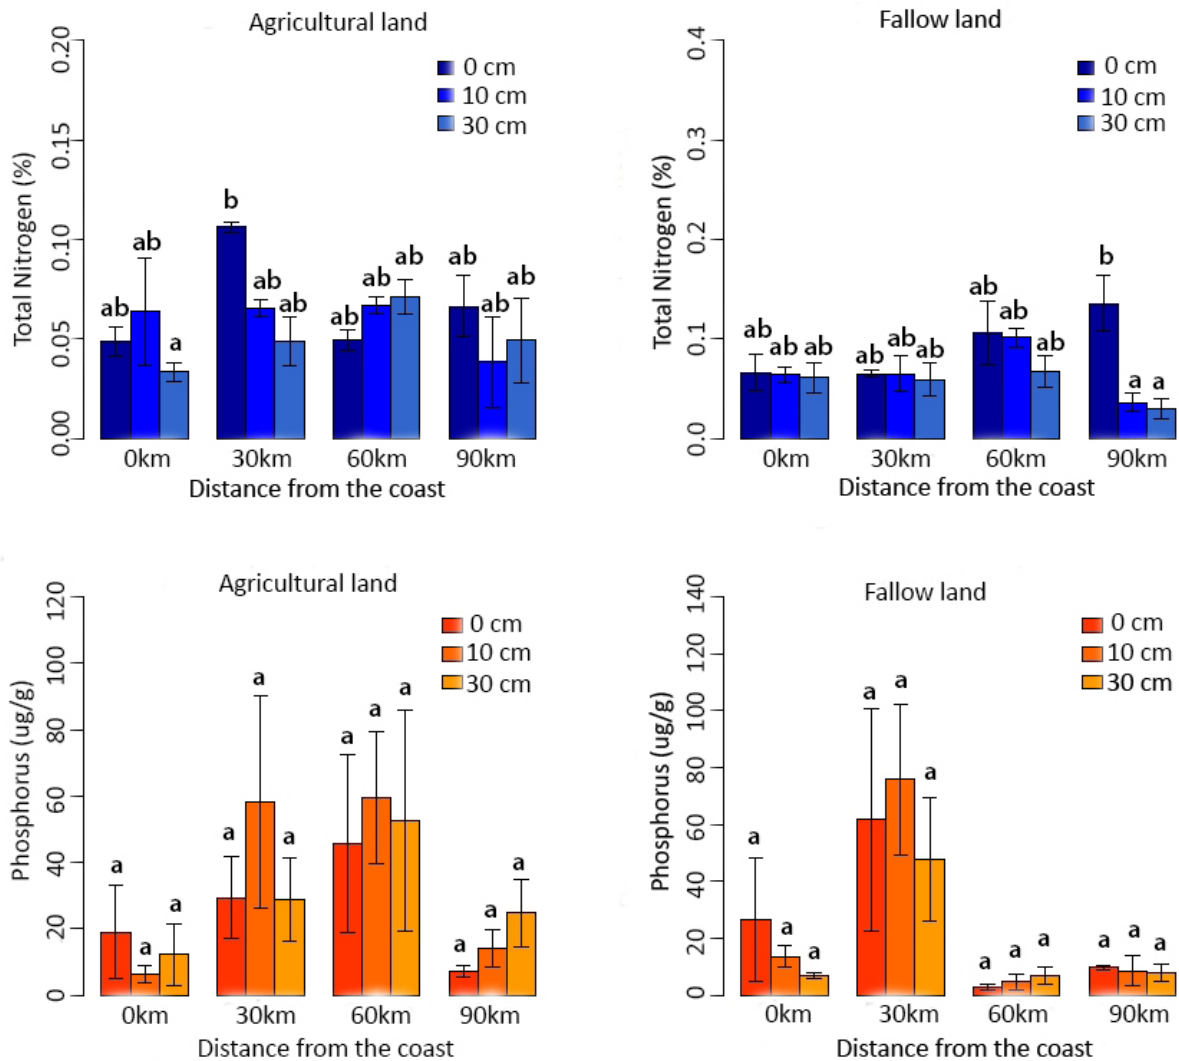 Agricultural land
0.20
0.15
0.10
0.05
0.00
Total Nitrogen (%)
0 cm
10 cm
30 cm
ab
ab
a
b
ab
ab
ab
ab
ab
ab
ab
ab
0km
30km
60km
90km
Distance from the coast
Fallow land
0.4
0.3
0.2
0.1
0.0
Total Nitrogen (%)
0 cm
10 cm
30 cm
ab
ab
ab
ab
ab
ab
ab
ab
ab
b
a
a
0km
30km
60km
90km
Distance from the coast
Agricultural land
120
100
80
60
40
20
0
Phosphorus (ug/g)
0 cm
10 cm
30 cm
a
a
a
a
a
a
a
a
a
a
a
a
0km
30km
60km
90km
Distance from the coast
Fallow land
140
120
100
80
60
40
20
0
Phosphorus (ug/g)
0 cm
10 cm
30 cm
a
a
a
a
a
a
a
a
a
a
a
a
0km
30km
60km
90km
Distance from the coast